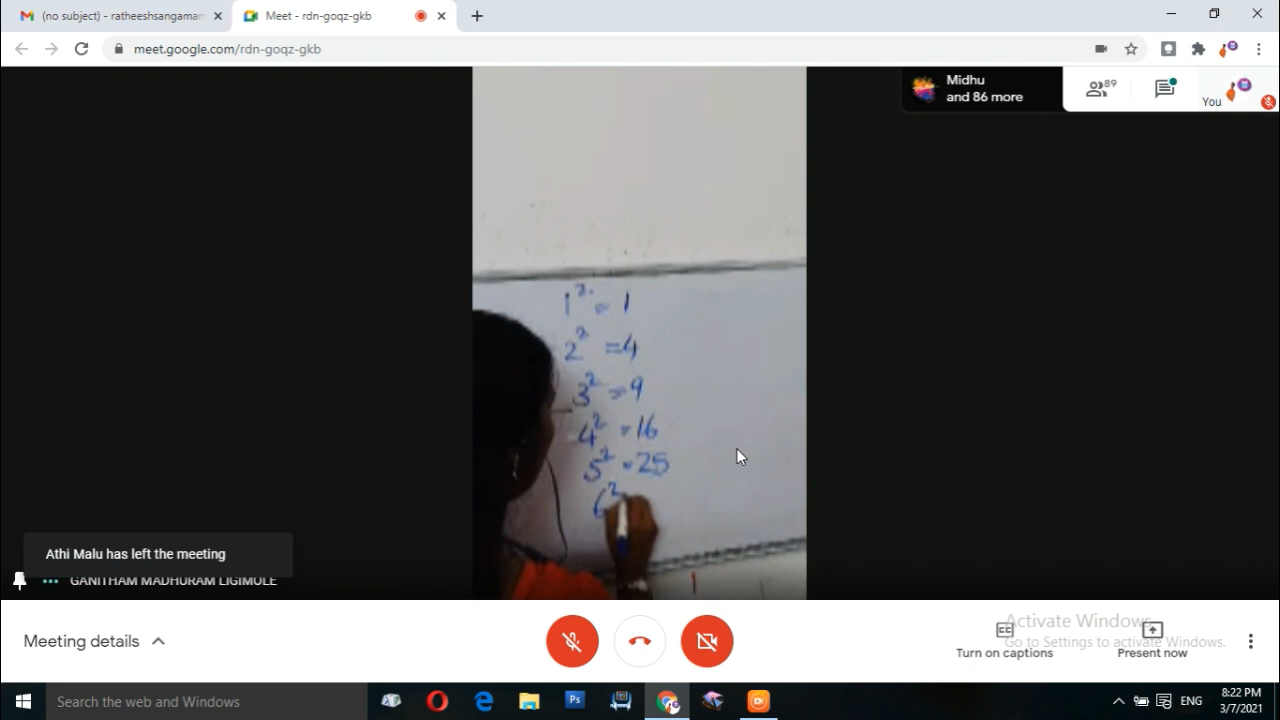 (no subject) - ratheeshsangamam
Meet - rdn-goqz-gkb
meet.google.com/rdn-goqz-gkb
Midhu
and 86 more
89
You
1² = 1
2² = 4
3² = 9
4² = 16
5² = 25
6²
Athi Malu has left the meeting
GANITHAM MADHURAM LIGIMOLE
Meeting details
Turn on captions
Present now
Activate Windows
Go to Settings to activate Windows.
Search the web and Windows
ENG
8:22 PM
3/7/2021